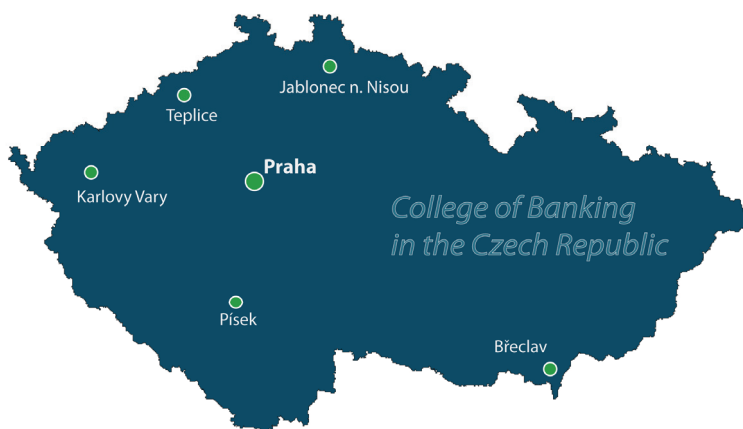 Jablonec n. Nisou
Teplice
Praha
Karlovy Vary
College of Banking
in the Czech Republic
Písek
Břeclav